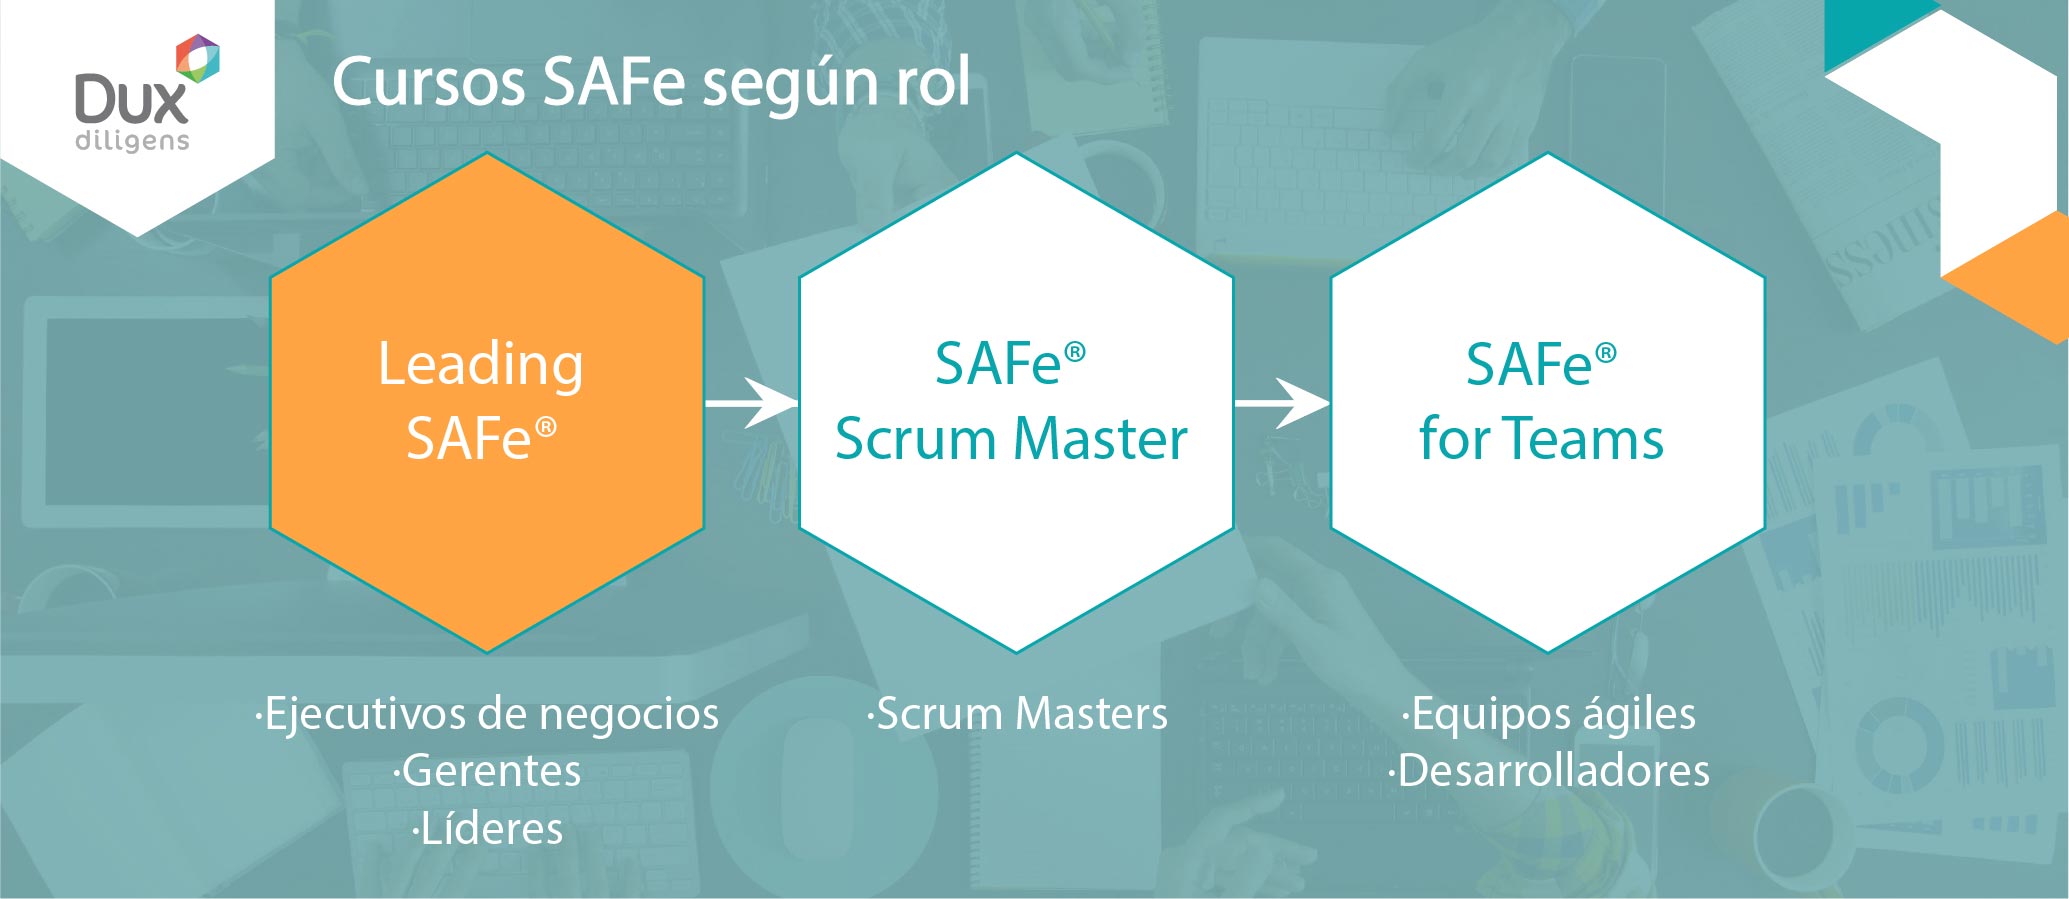 Dux
diligens
Cursos SAFe según rol
Leading
SAFe®
SAFe®
Scrum Master
SAFe®
for Teams
·Ejecutivos de negocios
·Gerentes
·Líderes
·Scrum Masters
·Equipos ágiles
·Desarrolladores